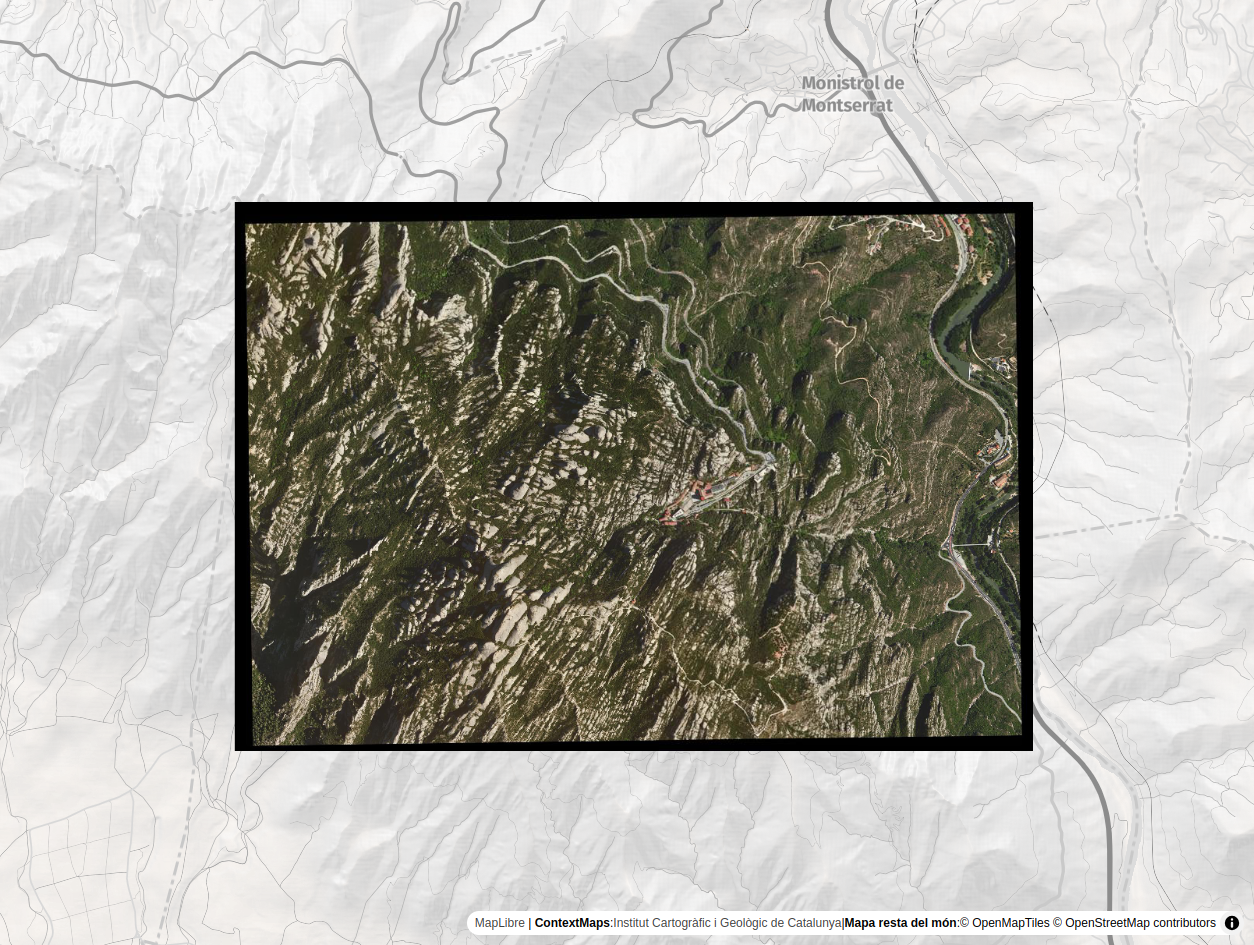 Monistrol de
Montserrat
MapLibre | ContextMaps:Institut Cartogràfic i Geològic de Catalunya|Mapa resta del món:© OpenMapTiles © OpenStreetMap contributors